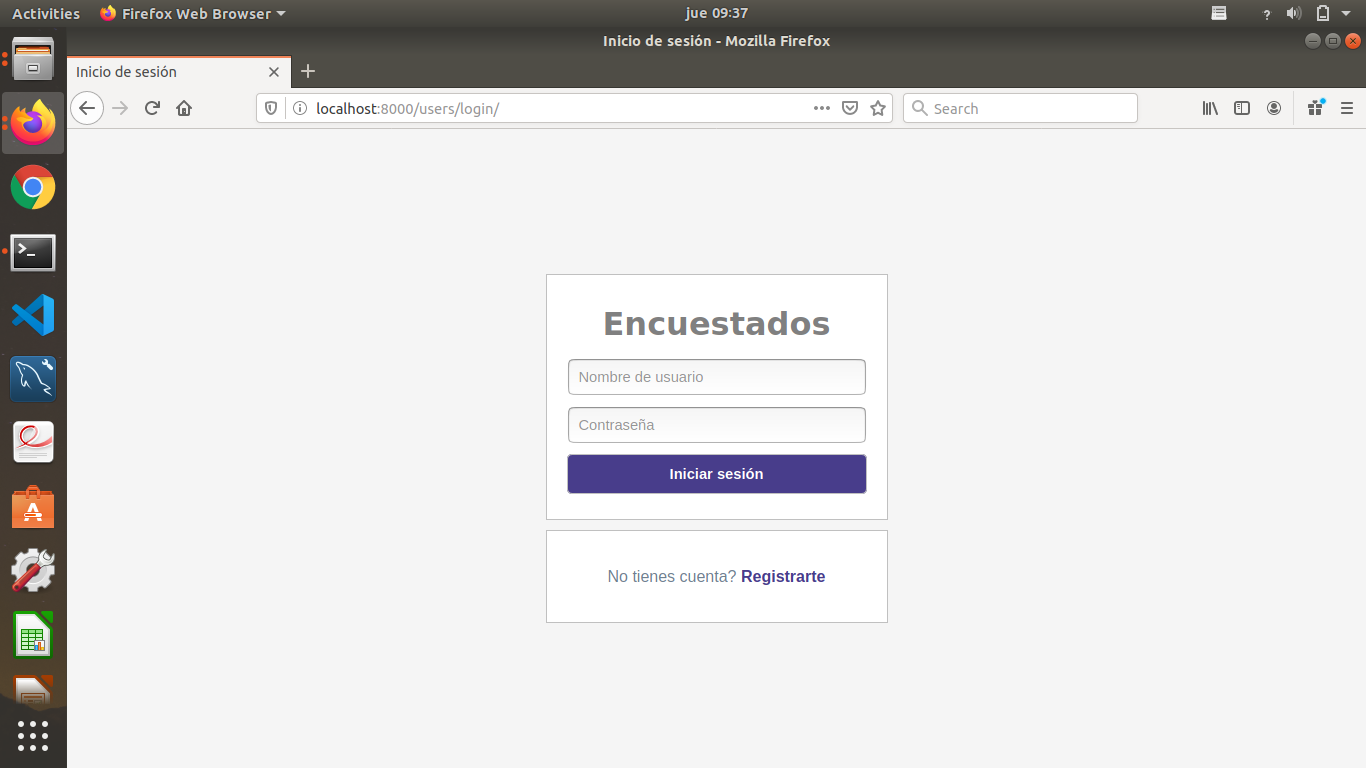 Activities Firefox Web Browser jue 09:37 ?
Inicio de sesión - Mozilla Firefox
Inicio de sesión
localhost:8000/users/login/ Search
Encuestados
Nombre de usuario
Contraseña
Iniciar sesión
No tienes cuenta? Registrarte